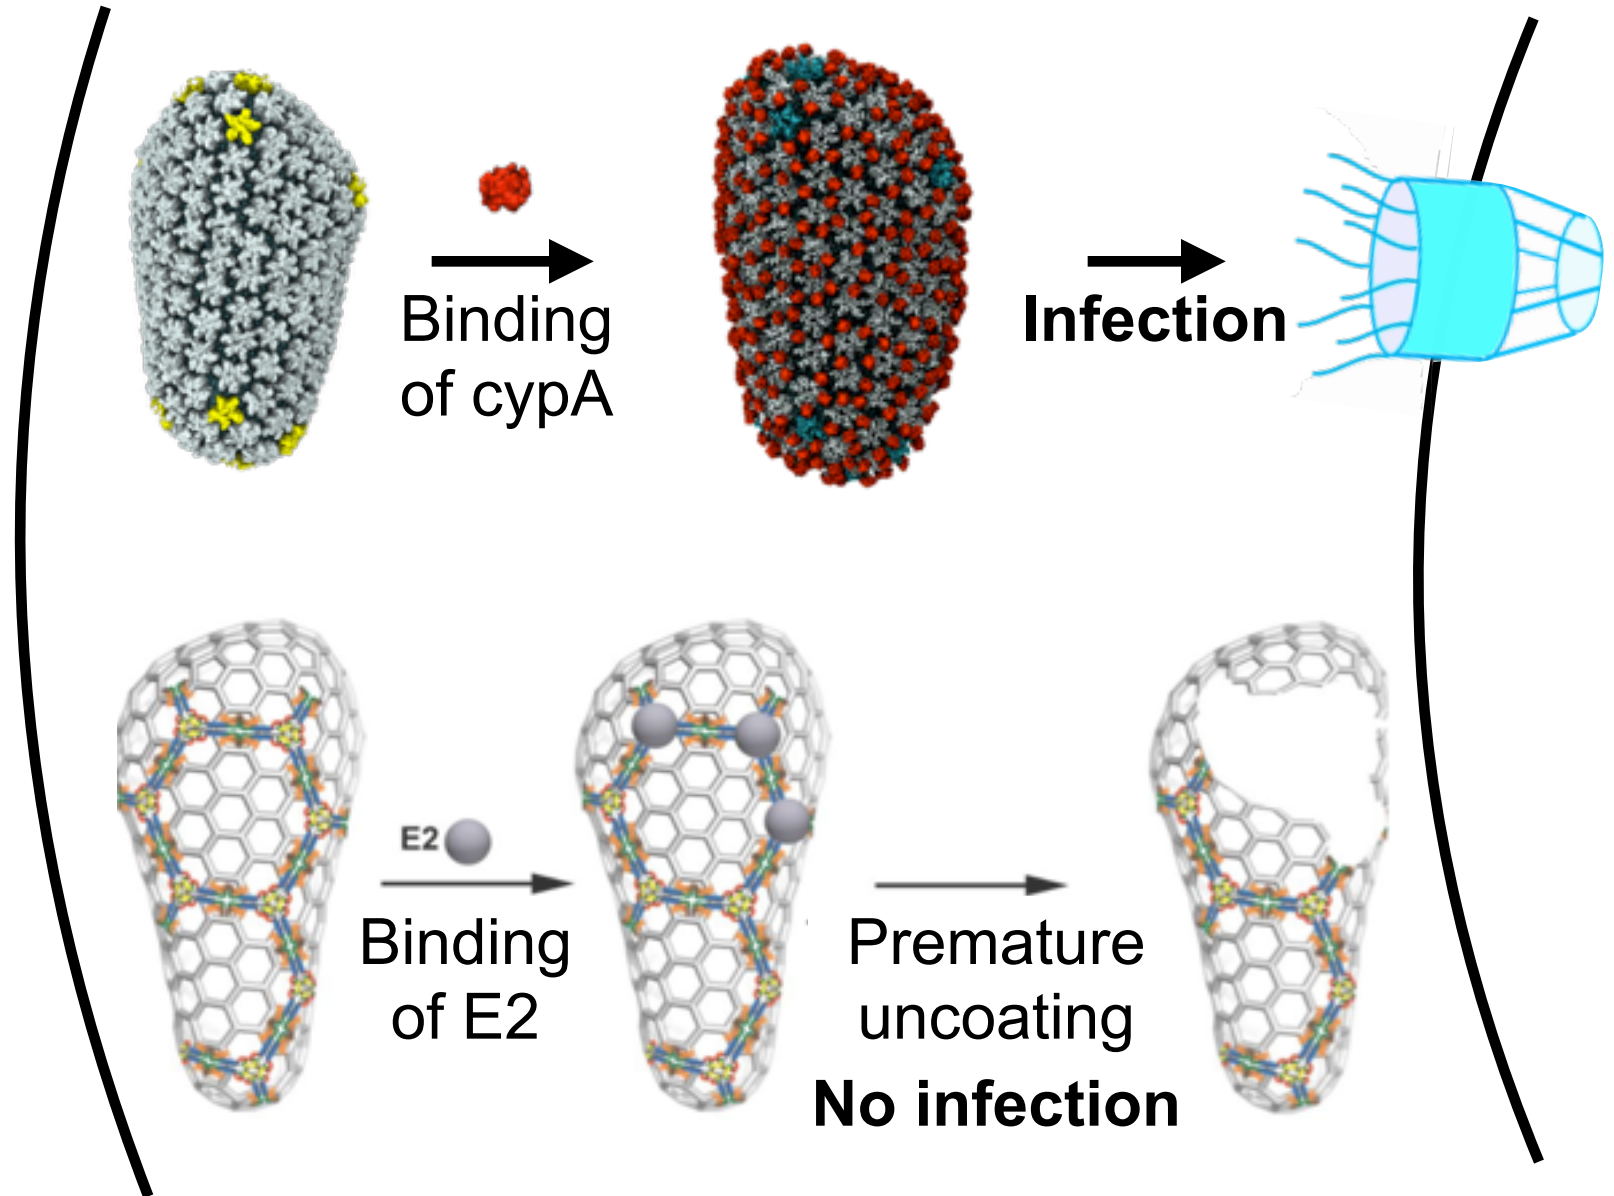 Binding
of cypA
Infection
E2
Binding
of E2
Premature
uncoating
No infection